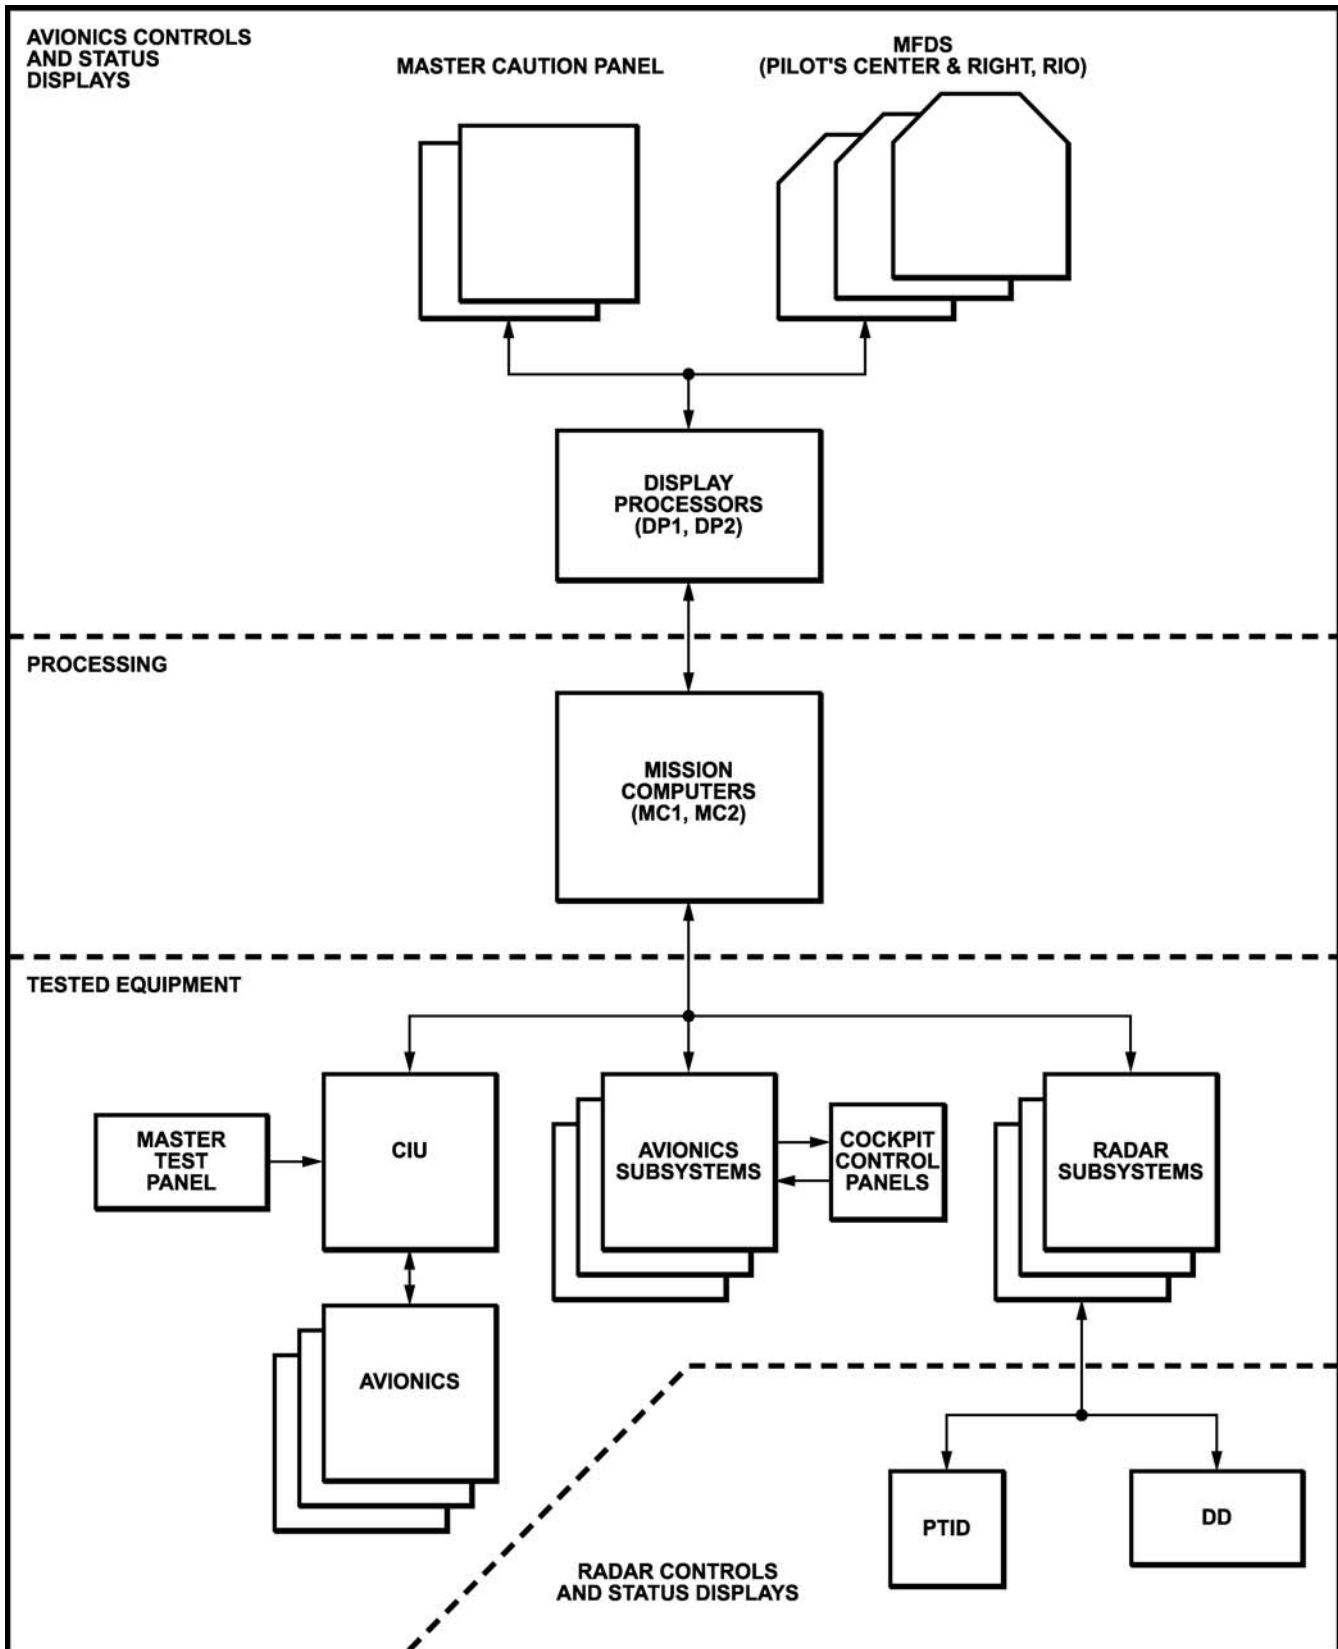 AVIONICS CONTROLS
AND STATUS
DISPLAYS
MASTER CAUTION PANEL
MFDS
(PILOT'S CENTER & RIGHT, RIO)
DISPLAY
PROCESSORS
(DP1, DP2)
PROCESSING
MISSION
COMPUTERS
(MC1, MC2)
TESTED EQUIPMENT
MASTER
TEST
PANEL
CIU
AVIONICS
SUBSYSTEMS
COCKPIT
CONTROL
PANELS
RADAR
SUBSYSTEMS
AVIONICS
PTID
DD
RADAR CONTROLS
AND STATUS DISPLAYS